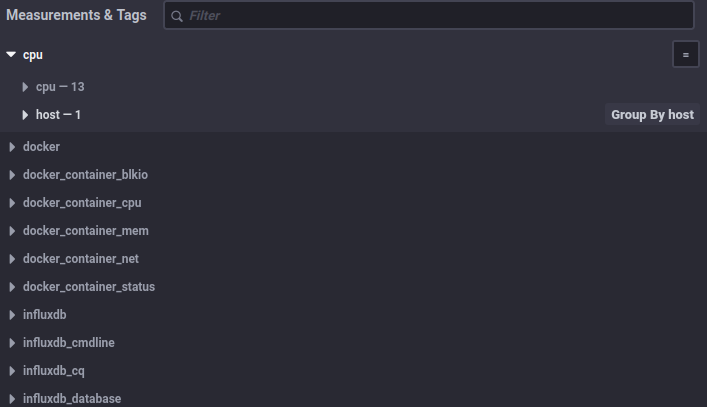 Measurements & Tags Filter
cpu =
cpu — 13
host — 1 Group By host
docker
docker_container_blkio
docker_container_cpu
docker_container_mem
docker_container_net
docker_container_status
influxdb
influxdb_cmdline
influxdb_cq
influxdb_database